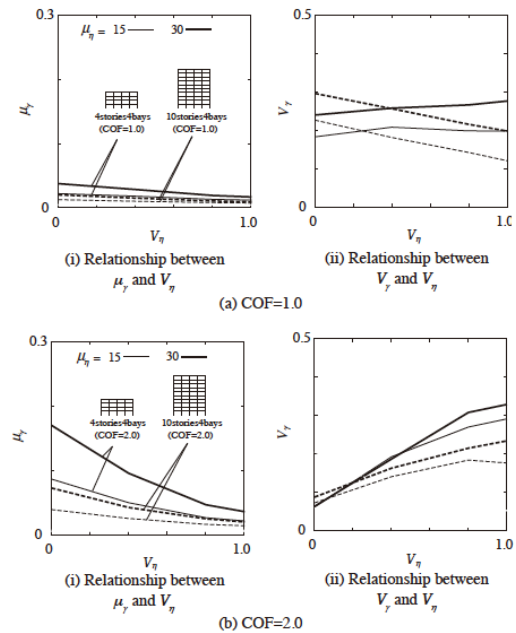 0.3
μη = 15 30
μγ
4stories4bays
(COF=1.0)
10stories4bays
(COF=1.0)
0
0 Vη 1.0
(i) Relationship between
μγ and Vη
0.5
Vγ
0
0 Vη 1.0
(ii) Relationship between
Vγ and Vη
(a) COF=1.0
0.3
μη = 15 30
μγ
4stories4bays
(COF=2.0)
10stories4bays
(COF=2.0)
0
0 Vη 1.0
(i) Relationship between
μγ and Vη
0.5
Vγ
0
0 Vη 1.0
(ii) Relationship between
Vγ and Vη
(b) COF=2.0